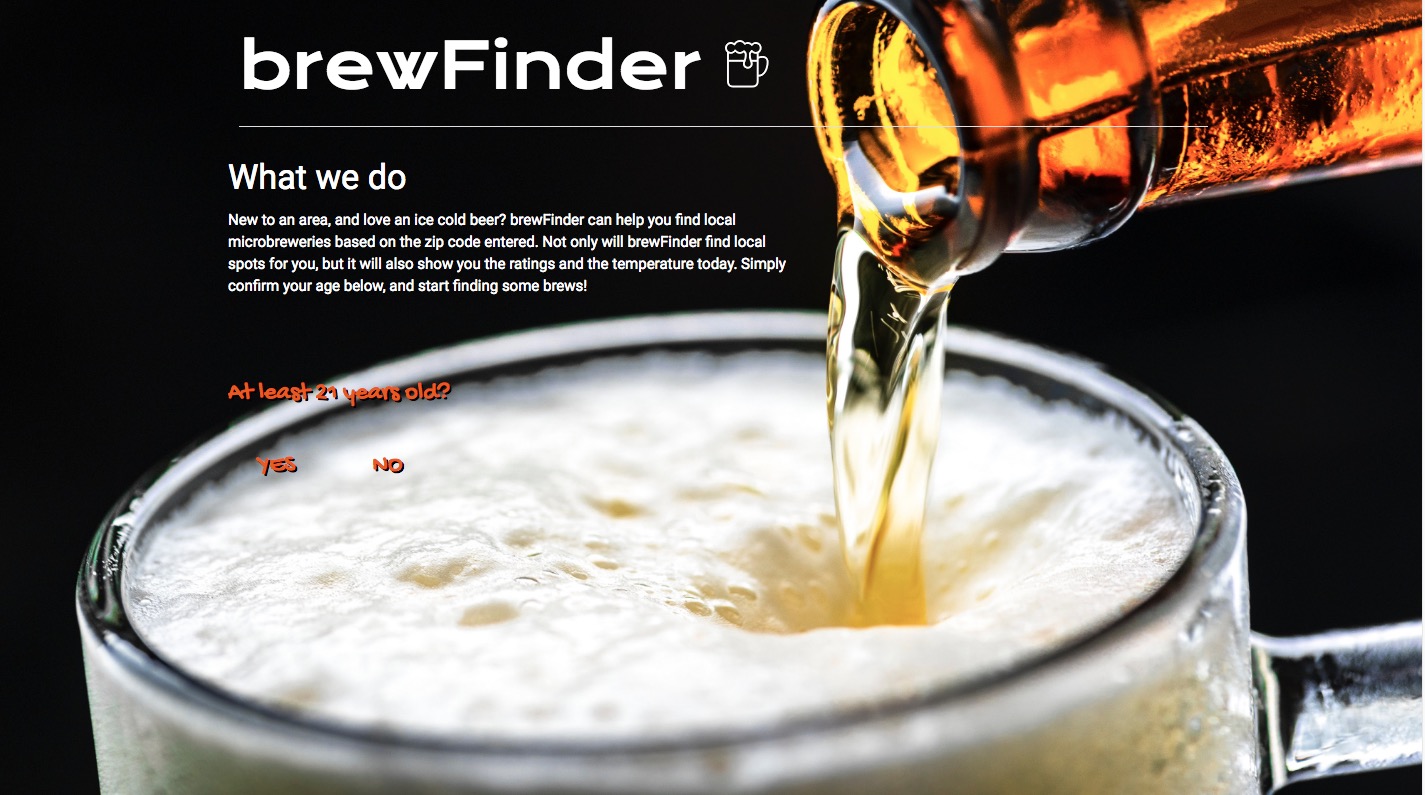 brewFinder
What we do
New to an area, and love an ice cold beer? brewFinder can help you find local
microbreweries based on the zip code entered. Not only will brewFinder find local
spots for you, but it will also show you the ratings and the temperature today. Simply
confirm your age below, and start finding some brews!
At least 21 years old?
YES NO